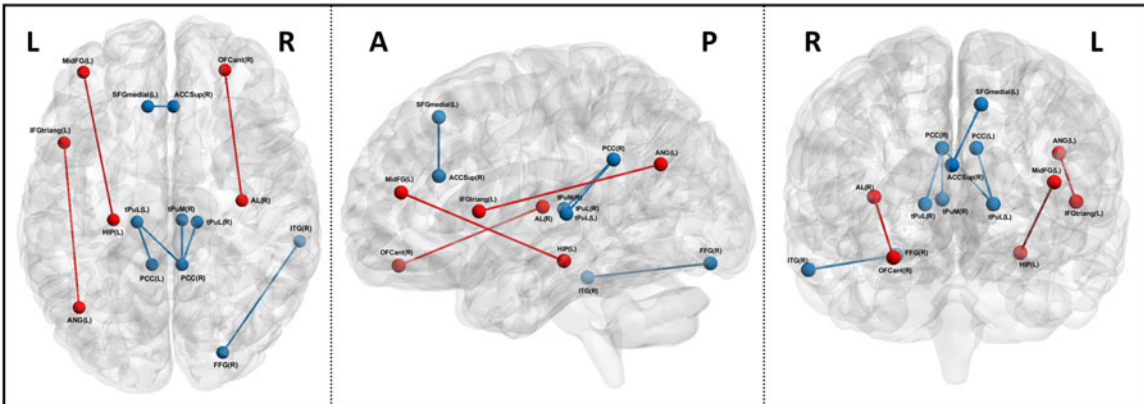 L
R
MidFG(L)
OFCant(R)
SFGmedial(L)
ACCSup(R)
IFGtriang(L)
AL(R)
HIP(L)
tPuL(L)
tPuM(R)
tPuL(R)
ITG(R)
PCC(L)
PCC(R)
ANG(L)
FFG(R)
A
P
SFGmedial(L)
PCC(R)
ANG(L)
ACCSup(R)
MidFG(L)
IFGtriang(L)
tPuM(R)
tPuL(R)
AL(R)
tPuL(L)
OFCant(R)
HIP(L)
FFG(R)
ITG(R)
R
L
SFGmedial(L)
PCC(R)
PCC(L)
ANG(L)
ACCSup(R)
MidFG(L)
AL(R)
tPuL(R)
tPuM(R)
tPuL(L)
IFGtriang(L)
FFG(R)
HIP(L)
ITG(R)
OFCant(R)